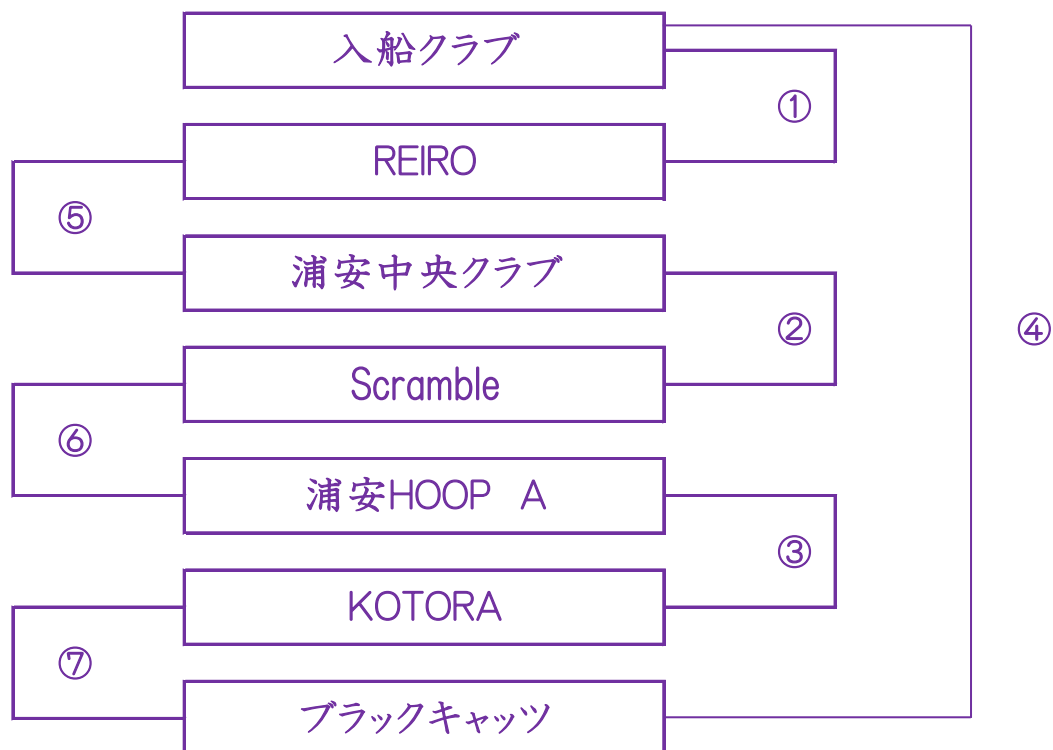 入船クラブ
①
REIRO
⑤
浦安中央クラブ
②
④
Scramble
⑥
浦安HOOP　A
③
KOTORA
⑦
ブラックキャッツ